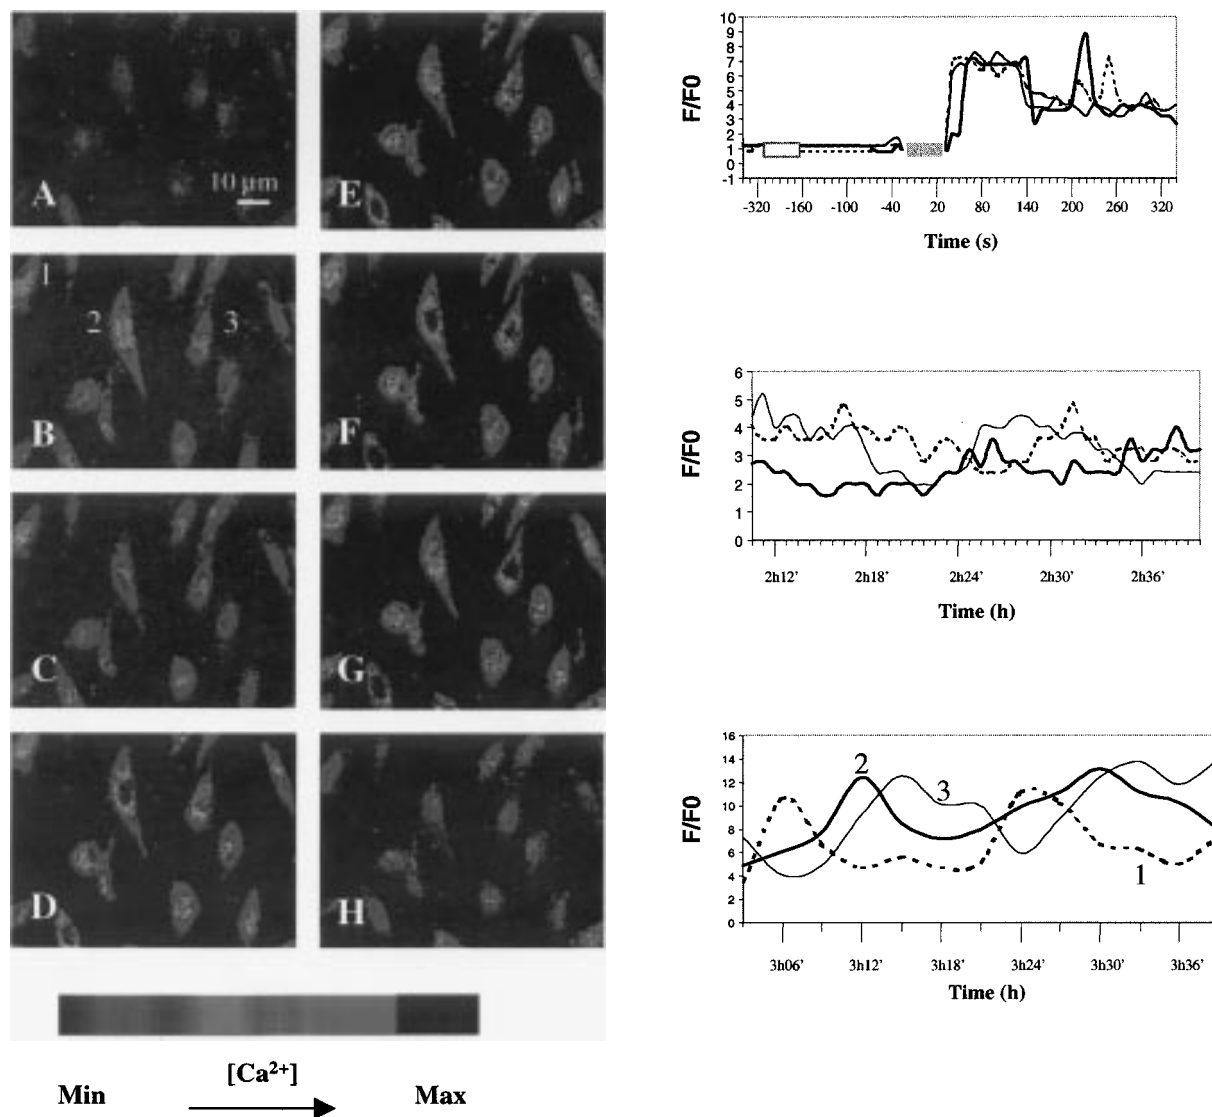 A
10 µm
E
1
2
3
B
F
C
G
D
H
[Ca²⁺]
Min
Max
10
9
8
7
6
5
4
3
2
1
0
-1
F/F0
-320 -160 -100 -40 20 80 140 200 260 320
Time (s)
6
5
4
3
2
1
0
F/F0
2h12' 2h18' 2h24' 2h30' 2h36'
Time (h)
16
14
12
10
8
6
4
2
0
F/F0
2
3
1
3h06' 3h12' 3h18' 3h24' 3h30' 3h36'
Time (h)